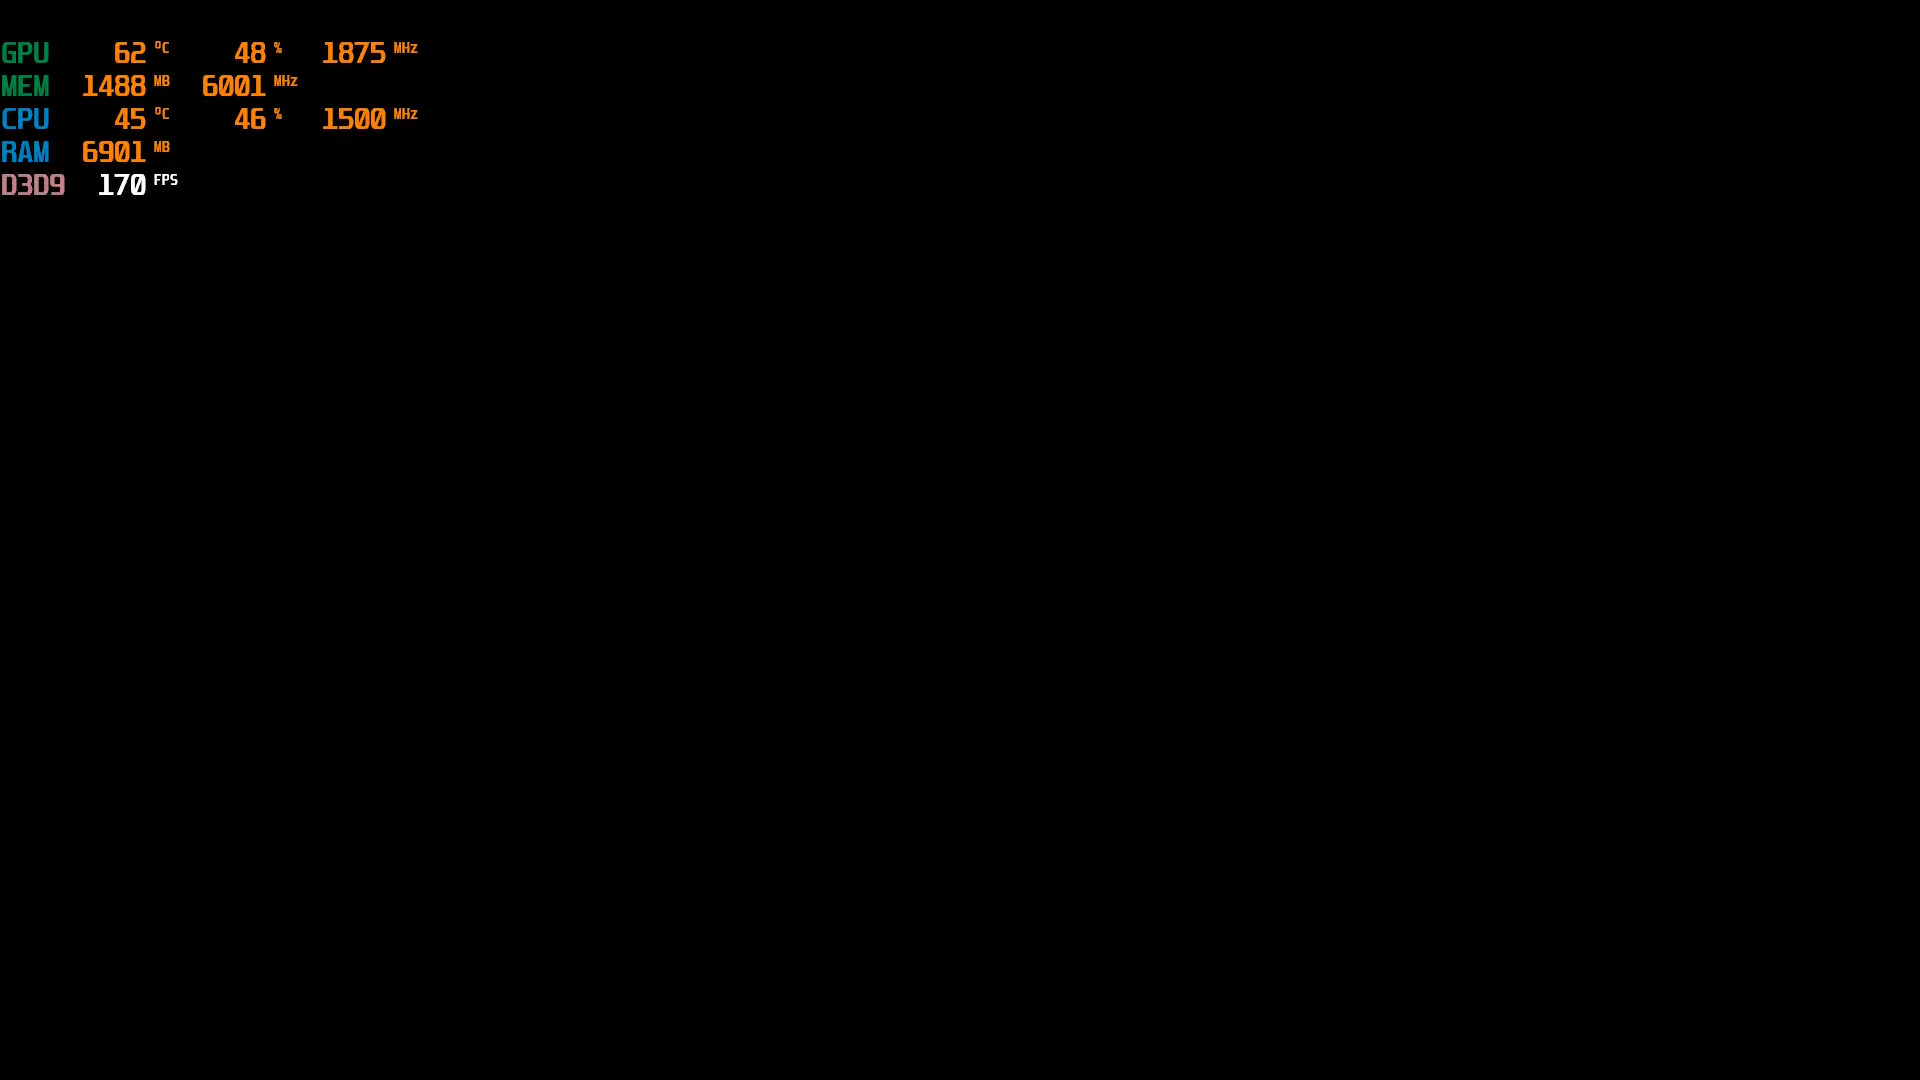 GPU 62 °C 48 % 1875 MHz
MEM 1488 MB 6001 MHz
CPU 45 °C 46 % 1500 MHz
RAM 6901 MB
D3D9 170 FPS